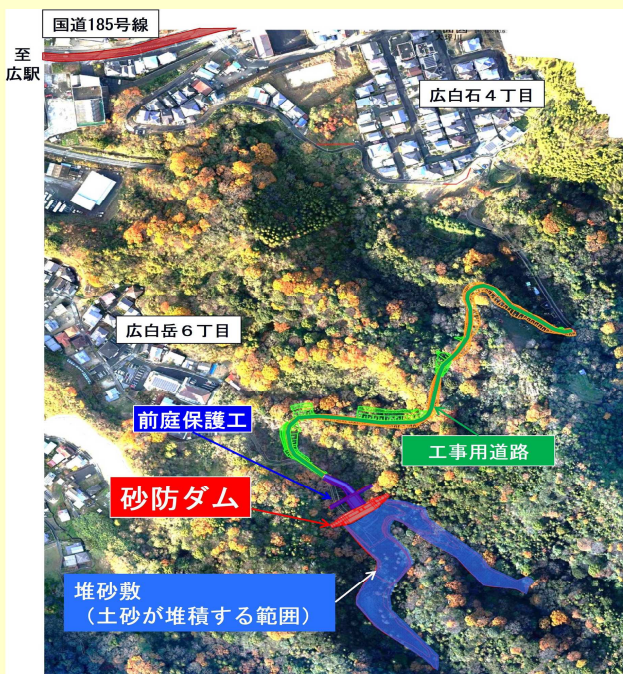 国道185号線
至
広駅
広白石４丁目
広白岳６丁目
前庭保護工
工事用道路
砂防ダム
堆砂敷
（土砂が堆積する範囲）